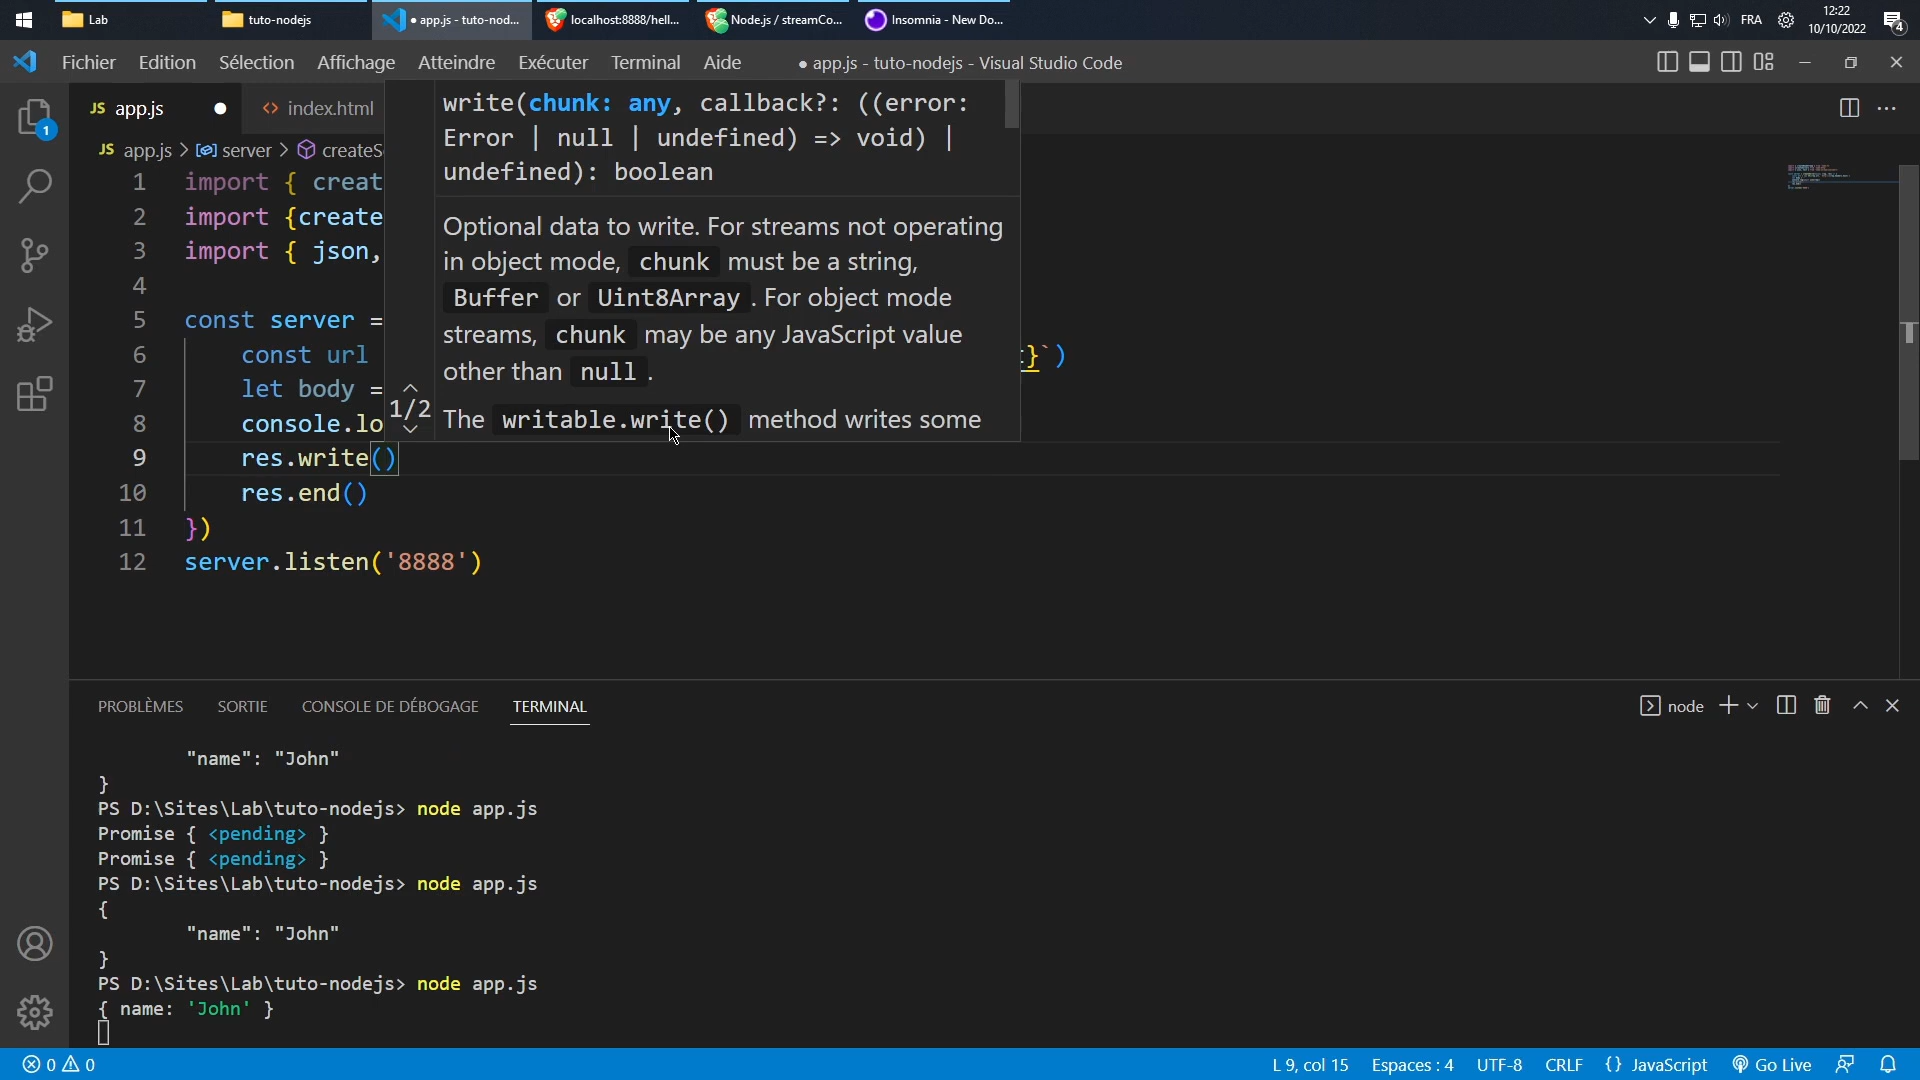 Lab
tuto-nodejs
● app.js - tuto-nod...
localhost:8888/hell...
Node.js / streamCo...
Insomnia - New Do...
FRA
12:22
10/10/2022
4
Fichier Edition Sélection Affichage Atteindre Exécuter Terminal Aide
● app.js - tuto-nodejs - Visual Studio Code
JS app.js ●
<> index.html
1
JS app.js > server > createS
write(chunk: any, callback?: ((error:
Error | null | undefined) => void) |
undefined): boolean
Optional data to write. For streams not operating
in object mode, chunk must be a string,
Buffer or Uint8Array . For object mode
streams, chunk may be any JavaScript value
other than null .
The writable.write() method writes some
1/2
1 import { creat
2 import {create
3 import { json,
4
5 const server =
6 const url }`)
7 let body =
8 console.lo
9 res.write()
10 res.end()
11 })
12 server.listen('8888')
PROBLÈMES SORTIE CONSOLE DE DÉBOGAGE TERMINAL
node
"name": "John"
}
PS D:\Sites\Lab\tuto-nodejs> node app.js
Promise { <pending> }
Promise { <pending> }
PS D:\Sites\Lab\tuto-nodejs> node app.js
{
"name": "John"
}
PS D:\Sites\Lab\tuto-nodejs> node app.js
{ name: 'John' }
0 0
L 9, col 15 Espaces : 4 UTF-8 CRLF {} JavaScript Go Live